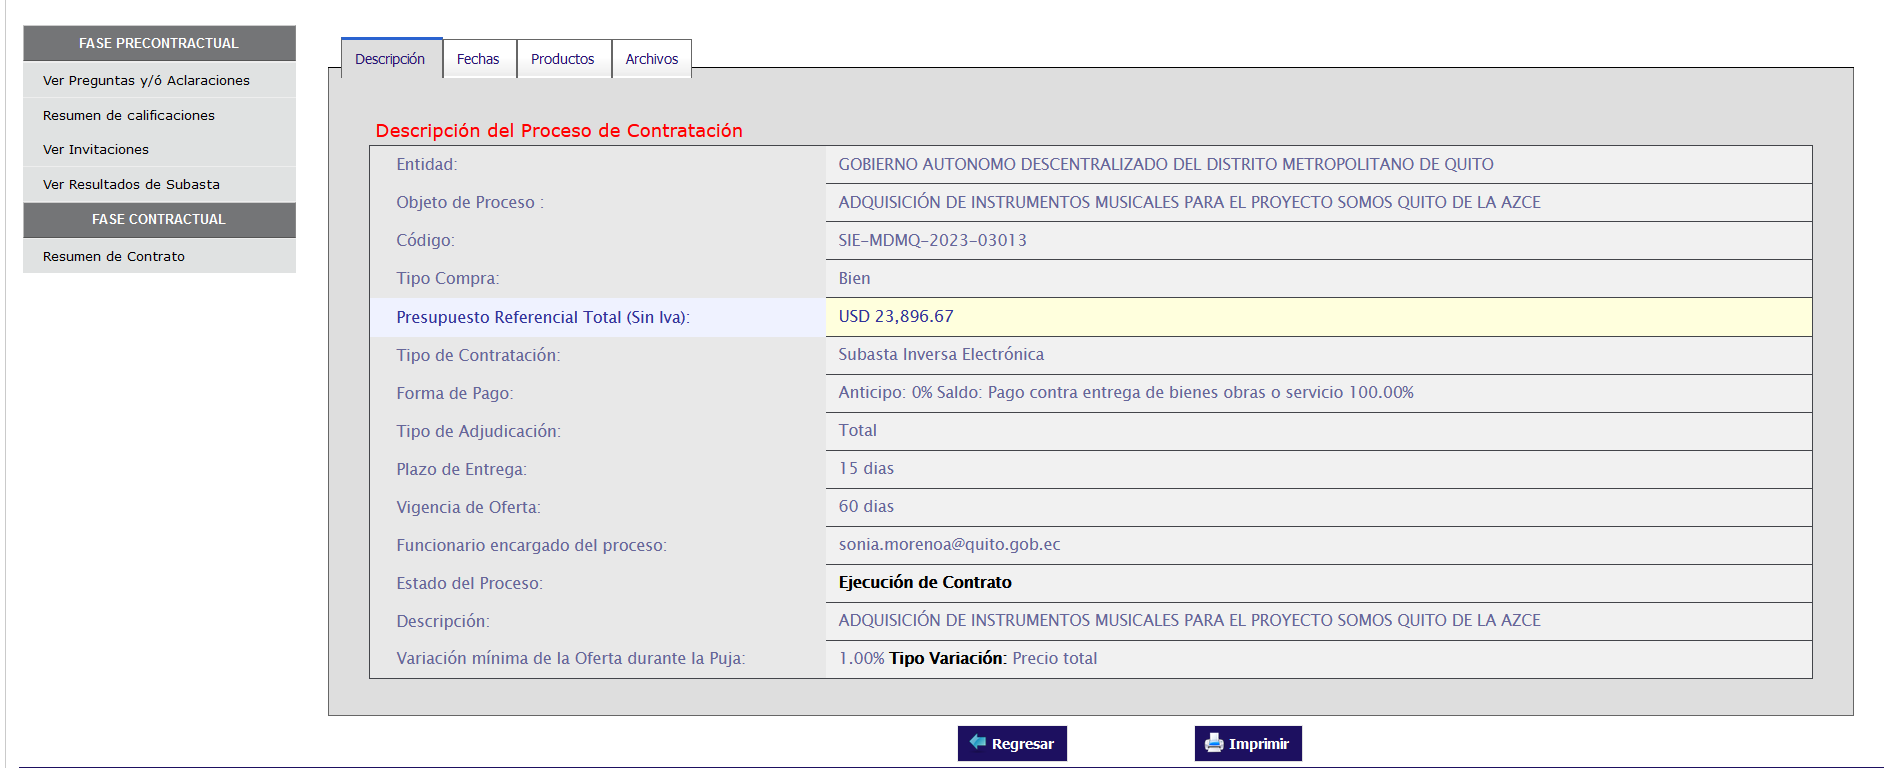 FASE PRECONTRACTUAL
Ver Preguntas y/ó Aclaraciones
Resumen de calificaciones
Ver Invitaciones
Ver Resultados de Subasta
FASE CONTRACTUAL
Resumen de Contrato
Descripción Fechas Productos Archivos
Descripción del Proceso de Contratación
Entidad: GOBIERNO AUTONOMO DESCENTRALIZADO DEL DISTRITO METROPOLITANO DE QUITO
Objeto de Proceso : ADQUISICIÓN DE INSTRUMENTOS MUSICALES PARA EL PROYECTO SOMOS QUITO DE LA AZCE
Código: SIE-MDMQ-2023-03013
Tipo Compra: Bien
Presupuesto Referencial Total (Sin Iva): USD 23,896.67
Tipo de Contratación: Subasta Inversa Electrónica
Forma de Pago: Anticipo: 0% Saldo: Pago contra entrega de bienes obras o servicio 100.00%
Tipo de Adjudicación: Total
Plazo de Entrega: 15 dias
Vigencia de Oferta: 60 dias
Funcionario encargado del proceso: sonia.morenoa@quito.gob.ec
Estado del Proceso: Ejecución de Contrato
Descripción: ADQUISICIÓN DE INSTRUMENTOS MUSICALES PARA EL PROYECTO SOMOS QUITO DE LA AZCE
Variación mínima de la Oferta durante la Puja: 1.00% Tipo Variación: Precio total
Regresar Imprimir